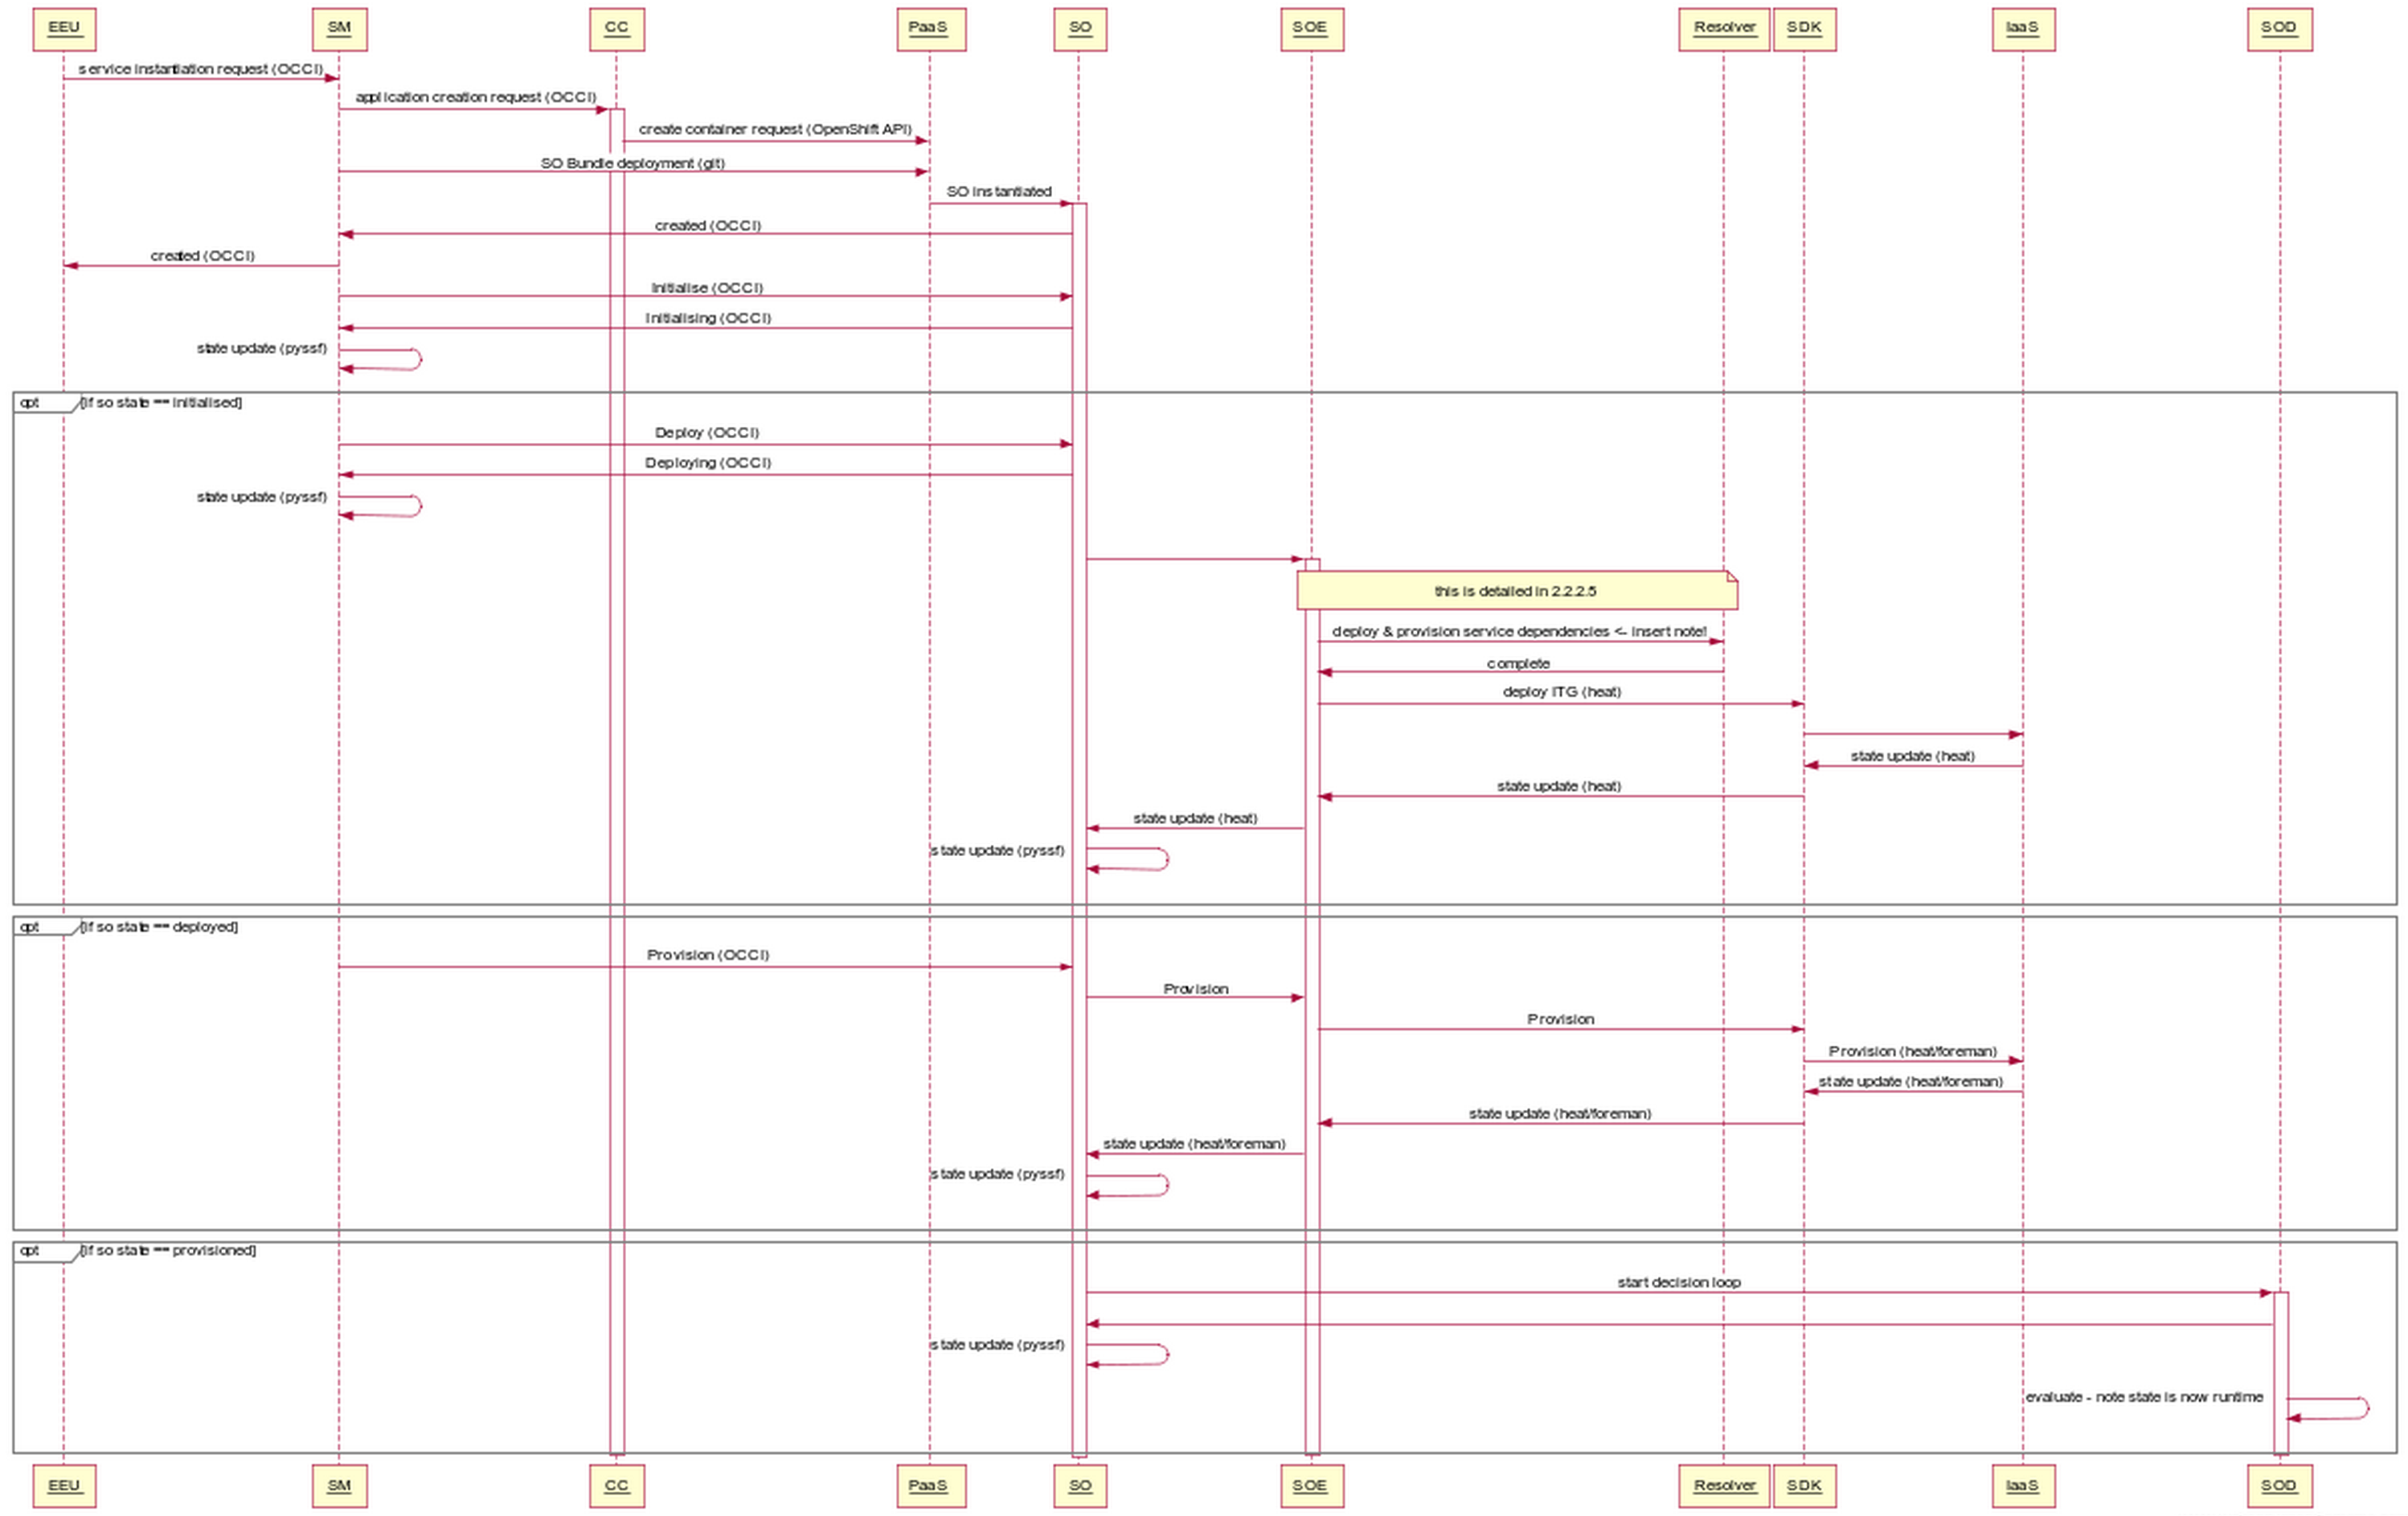 EEU SM CC PaaS SO SOE Resolver SDK IaaS SOD
service instantiation request (OCCI)
application creation request (OCCI)
create container request (OpenShift API)
SO Bundle deployment (git)
SO instantiated
created (OCCI)
created (OCCI)
Initialise (OCCI)
Initialising (OCCI)
state update (pyssf)
opt [if so state == initialised]
Deploy (OCCI)
Deploying (OCCI)
state update (pyssf)
this is detailed in 2.2.2.5
deploy & provision service dependencies <- insert note!
complete
deploy ITG (heat)
state update (heat)
state update (heat)
state update (heat)
state update (pyssf)
opt [if so state == deployed]
Provision (OCCI)
Provision
Provision
Provision (heat/foreman)
state update (heat/foreman)
state update (heat/foreman)
state update (heat/foreman)
state update (pyssf)
opt [if so state == provisioned]
start decision loop
state update (pyssf)
evaluate - note state is now runtime
EEU SM CC PaaS SO SOE Resolver SDK IaaS SOD